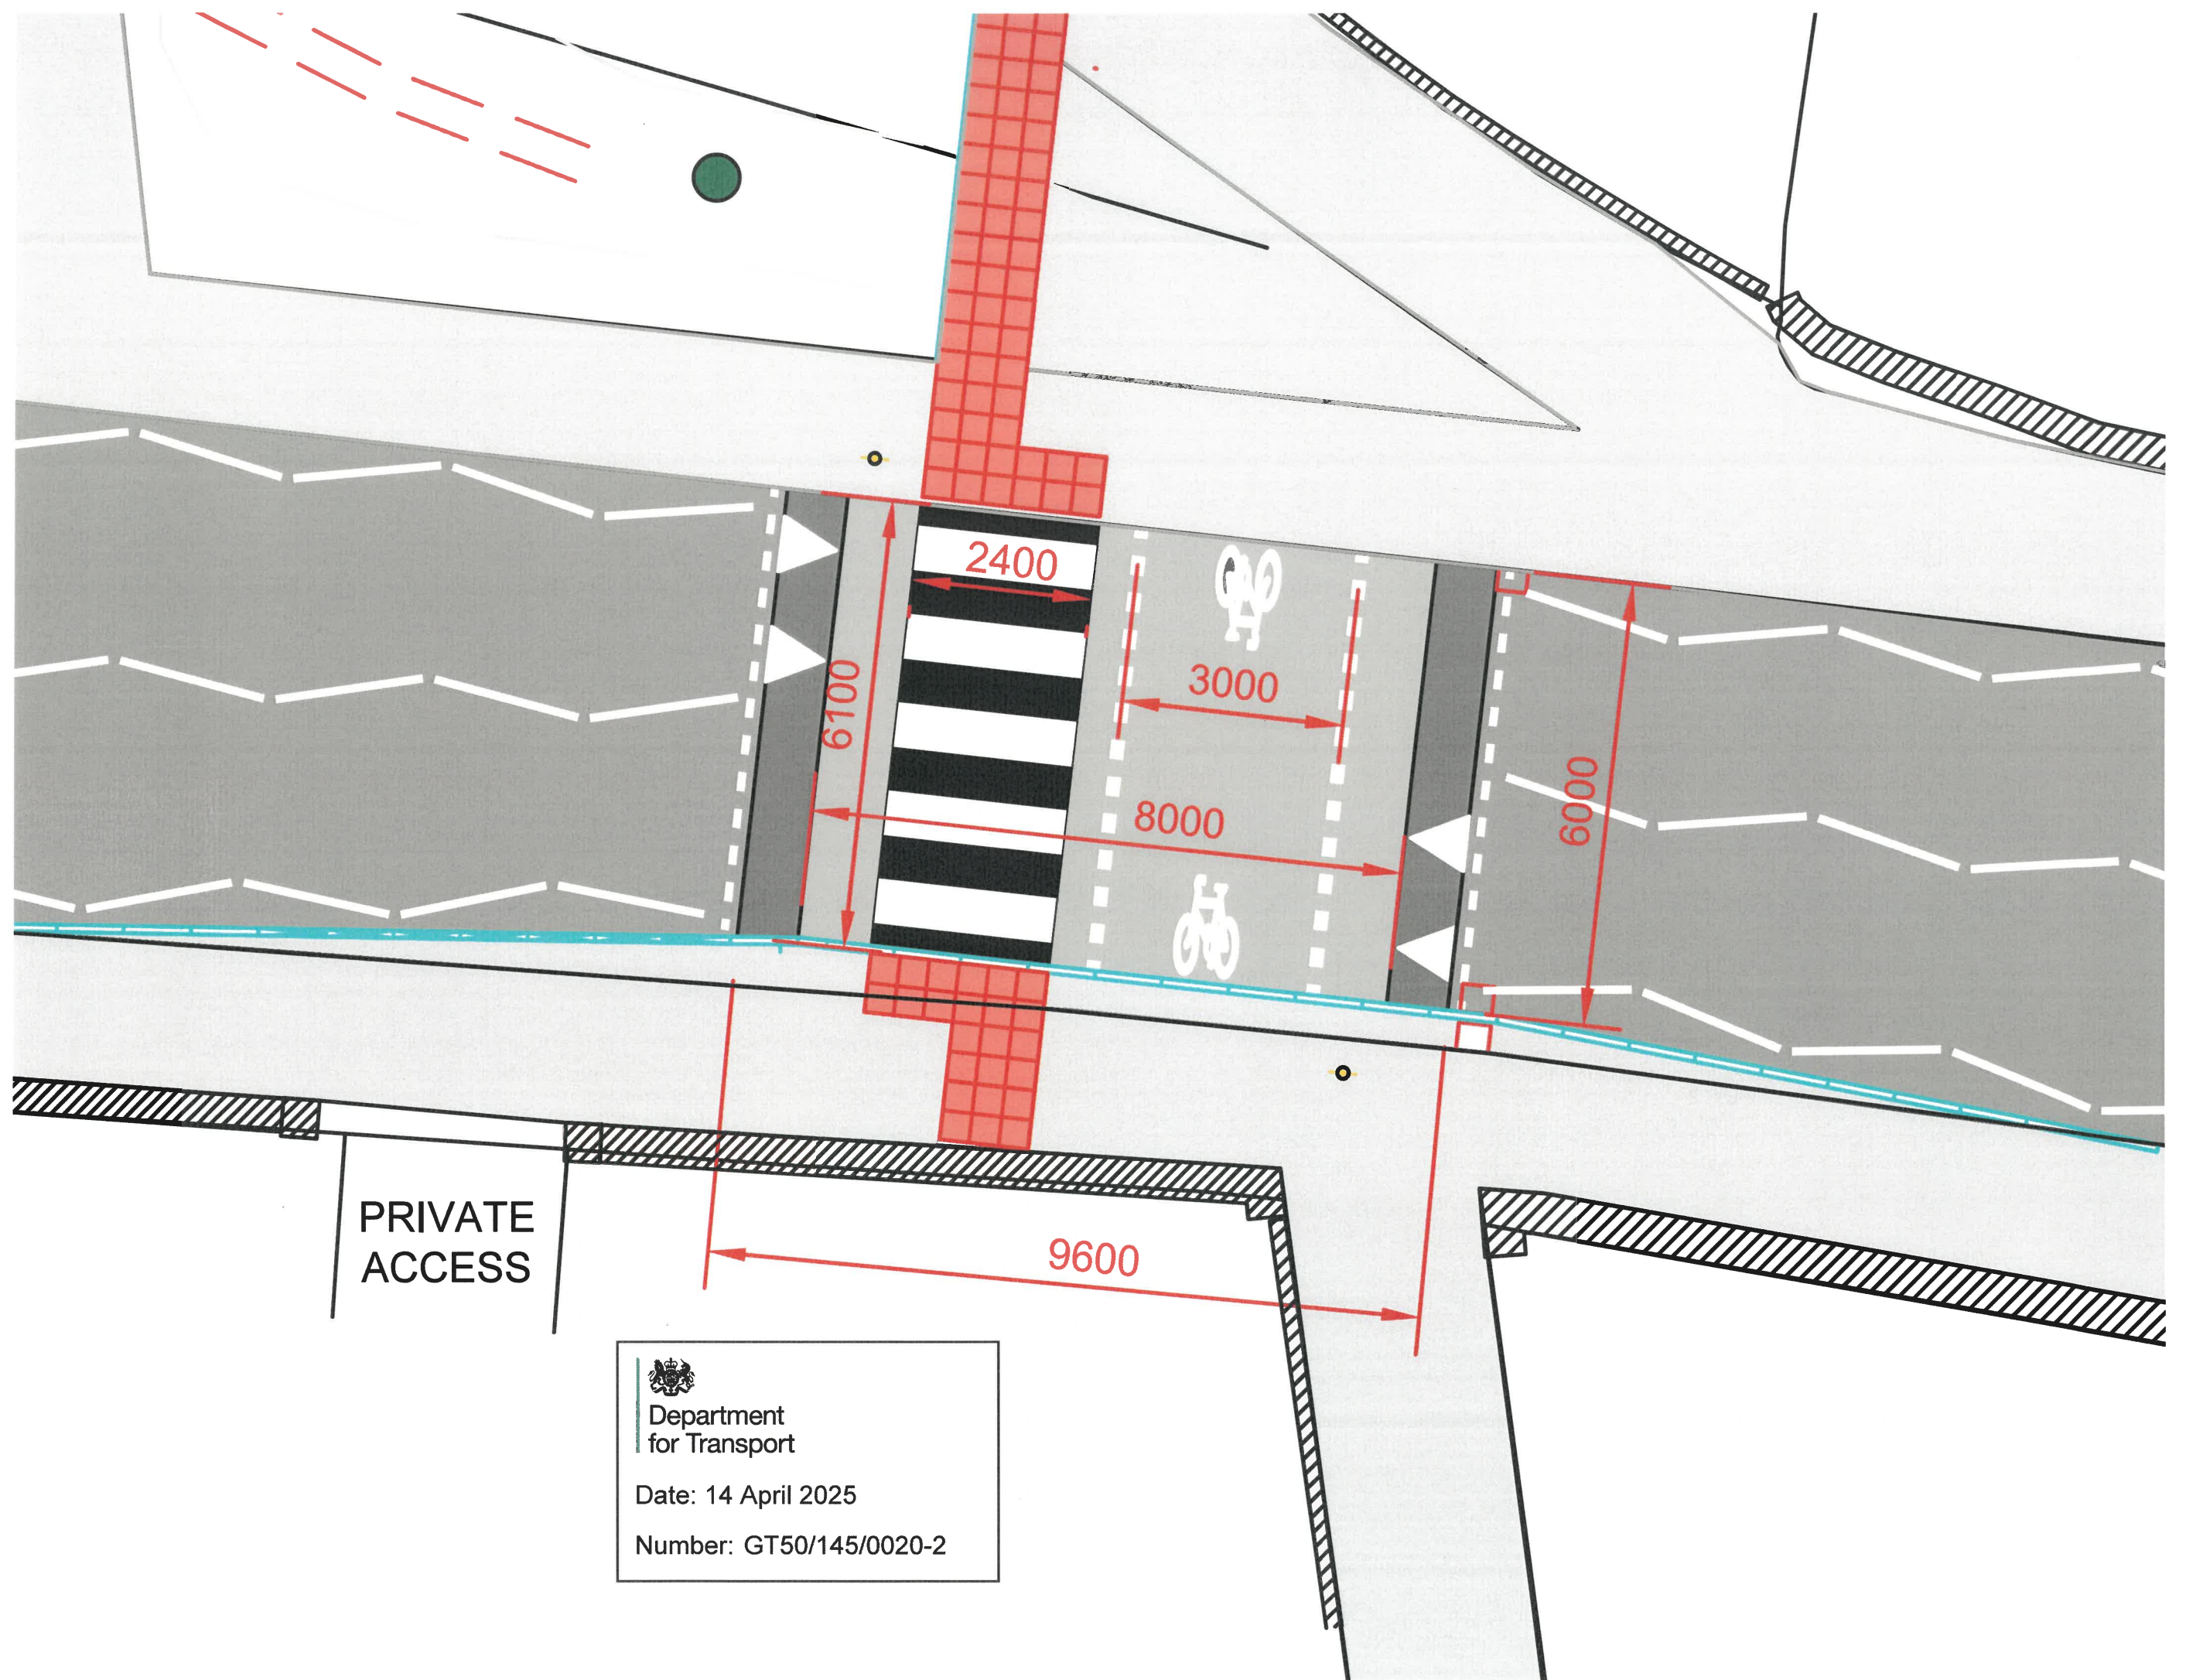 2400
6100
3000
8000
6000
PRIVATE
ACCESS
9600
Department
for Transport
Date: 14 April 2025
Number: GT50/145/0020-2